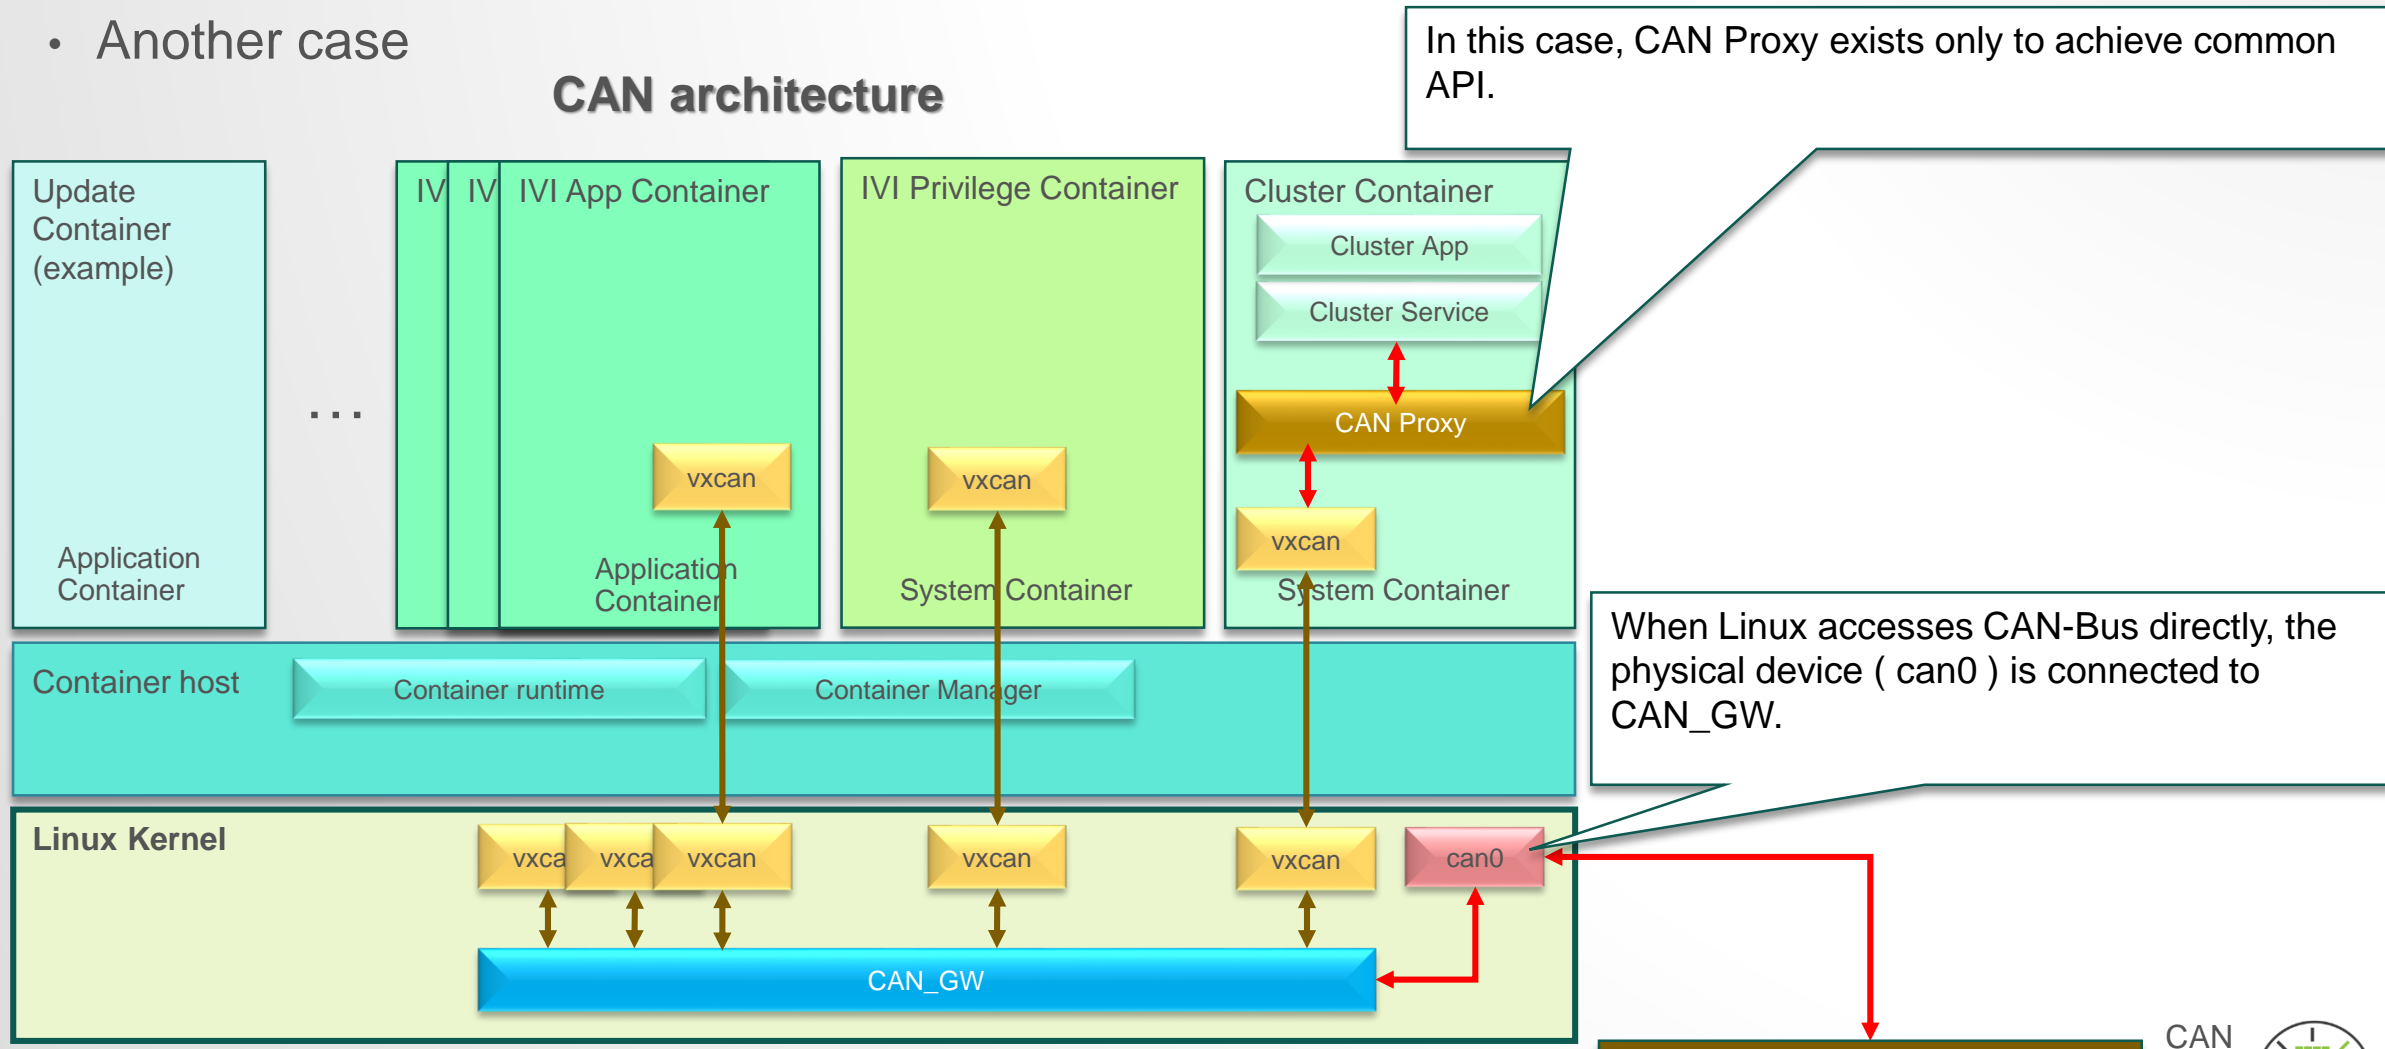 • Another case
CAN architecture
In this case, CAN Proxy exists only to achieve common
API.
Update
Container
(example)
Application
Container
...
IV
IV
IVI App Container
vxcan
Application
Container
IVI Privilege Container
vxcan
System Container
Cluster Container
Cluster App
Cluster Service
CAN Proxy
vxcan
System Container
When Linux accesses CAN-Bus directly, the
physical device ( can0 ) is connected to
CAN_GW.
Container host
Container runtime
Container Manager
Linux Kernel
vxca
vxca
vxcan
vxcan
vxcan
can0
CAN_GW
CAN